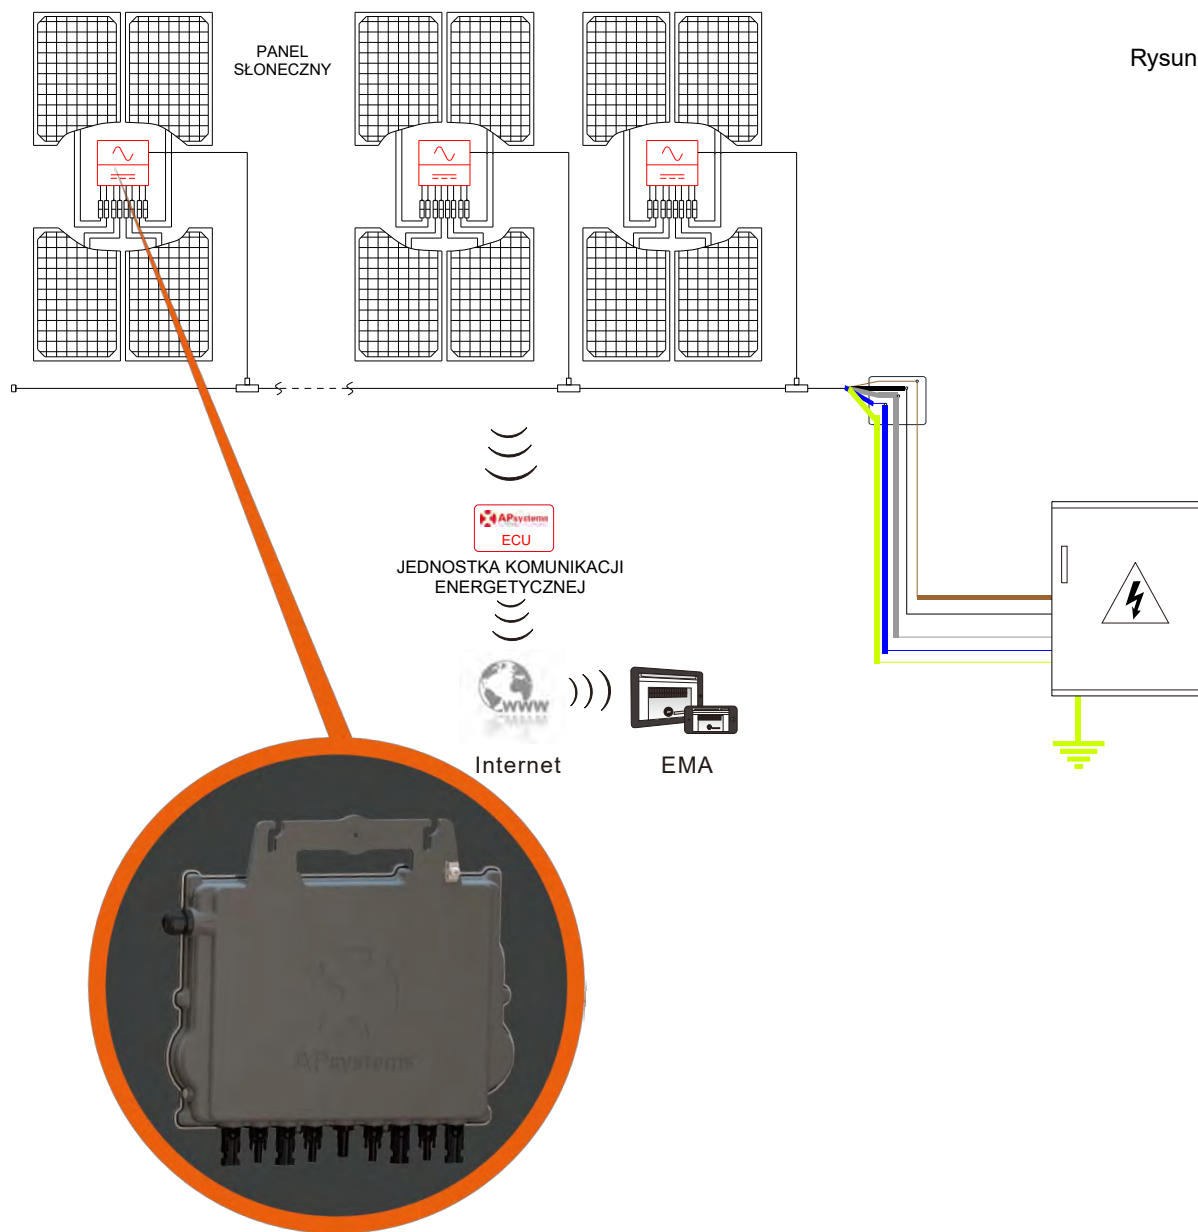 PANEL
SŁONECZNY
Rysun
APsystems
ECU
JEDNOSTKA KOMUNIKACJI
ENERGETYCZNEJ
www
Internet
EMA
APsystems